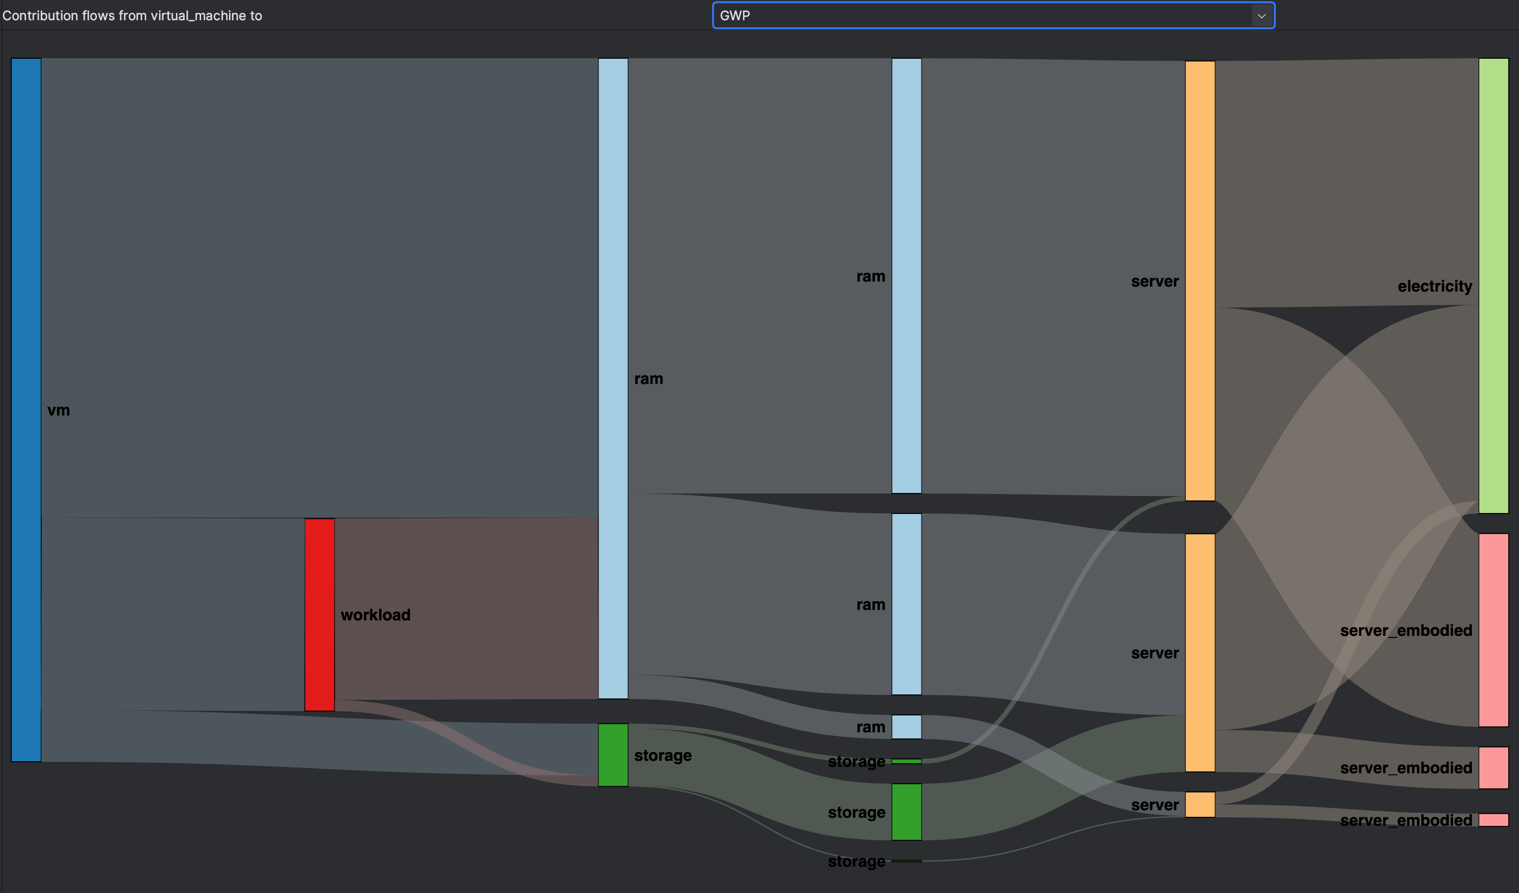 Contribution flows from virtual_machine to
GWP
vm
workload
ram
storage
ram
ram
ram
storage
storage
storage
server
server
server
electricity
server_embodied
server_embodied
server_embodied